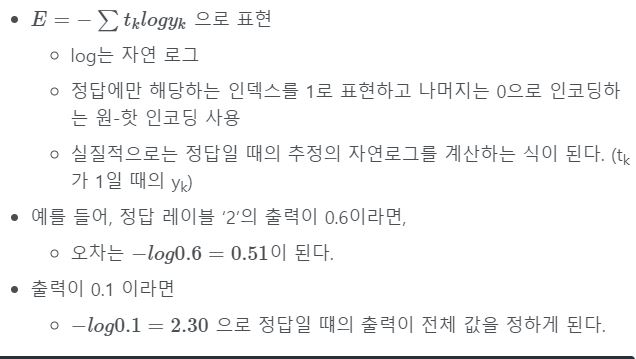 E = −∑ t_k logy_k 으로 표현
log는 자연 로그
정답에만 해당하는 인덱스를 1로 표현하고 나머지는 0으로 인코딩하
는 원-핫 인코딩 사용
실질적으로는 정답일 때의 추정의 자연로그를 계산하는 식이 된다. (t_k
가 1일 때의 y_k)
예를 들어, 정답 레이블 ‘2’의 출력이 0.6이라면,
오차는 −log0.6 = 0.51이 된다.
출력이 0.1 이라면
−log0.1 = 2.30 으로 정답일 떄의 출력이 전체 값을 정하게 된다.